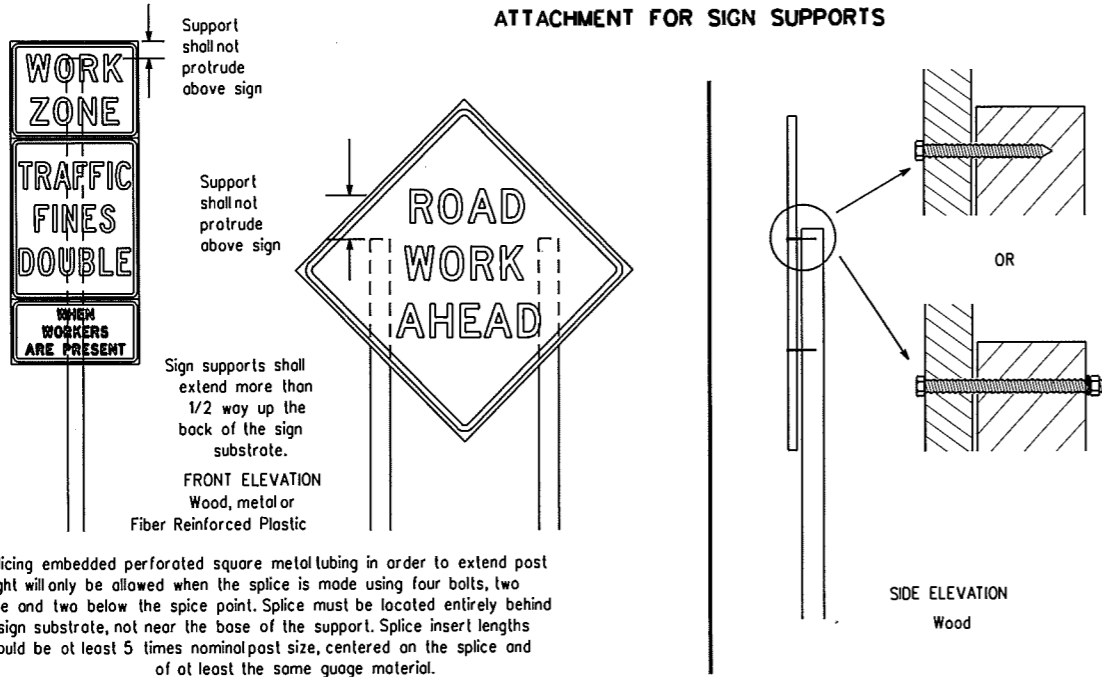 ATTACHMENT FOR SIGN SUPPORTS
Support
shall not
protrude
above sign
WORK
ZONE
TRAFFIC
FINES
DOUBLE
WHEN
WORKERS
ARE PRESENT
Support
shall not
protrude
above sign
ROAD
WORK
AHEAD
Sign supports shall
extend more than
1/2 way up the
back of the sign
substrate.
FRONT ELEVATION
Wood, metal or
Fiber Reinforced Plastic
licing embedded perforated square metal tubing in order to extend post
ght will only be allowed when the splice is made using four bolts, two
e and two below the spice point. Splice must be located entirely behind
sign substrate, not near the base of the support. Splice insert lengths
ould be at least 5 times nominal post size, centered on the splice and
of at least the same guage material.
OR
SIDE ELEVATION
Wood